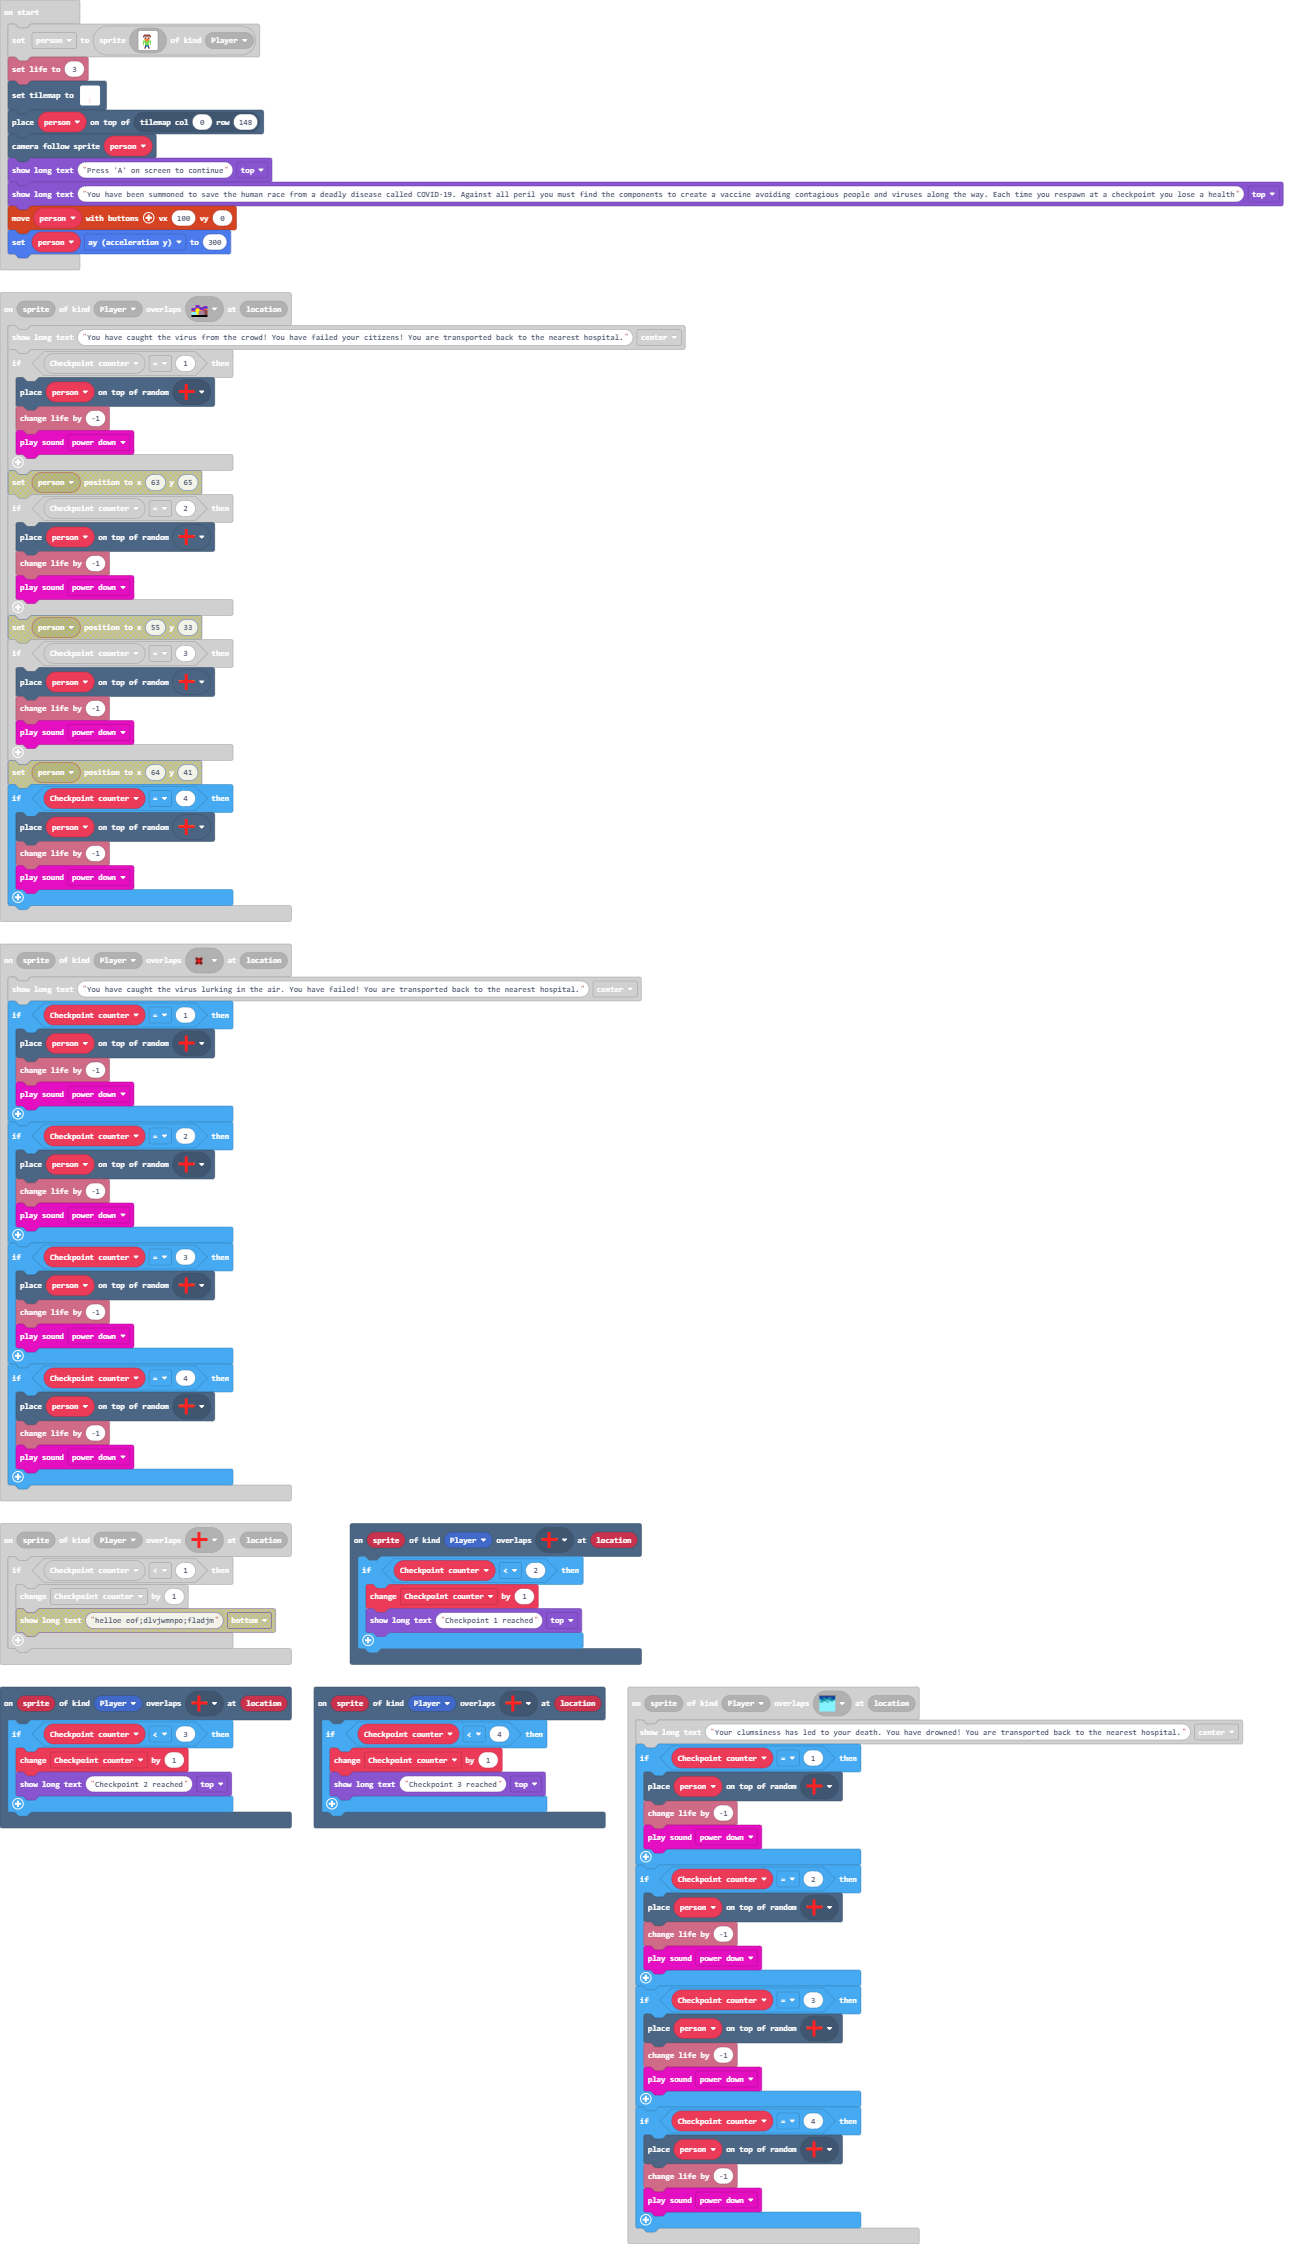 on start
set person to sprite of kind Player
set life to 3
set tilemap to
place person on top of tilemap col 0 row 148
camera follow sprite person
show long text "Press 'A' on screen to continue" top
show long text "You have been summoned to save the human race from a deadly disease called COVID-19. Against all peril you must find the components to create a vaccine avoiding contagious people and viruses along the way. Each time you respawn at a checkpoint you lose a health" top
move person with buttons vx 100 vy 0
set person ay (acceleration y) to 300
on sprite of kind Player overlaps at location
show long text "You have caught the virus from the crowd! You have failed your citizens! You are transported back to the nearest hospital." center
if Checkpoint counter = 1 then
place person on top of random
change life by -1
play sound power down
set person position to x 63 y 65
if Checkpoint counter = 2 then
place person on top of random
change life by -1
play sound power down
set person position to x 55 y 33
if Checkpoint counter = 3 then
place person on top of random
change life by -1
play sound power down
set person position to x 64 y 41
if Checkpoint counter = 4 then
place person on top of random
change life by -1
play sound power down
on sprite of kind Player overlaps at location
show long text "You have caught the virus lurking in the air. You have failed! You are transported back to the nearest hospital." center
if Checkpoint counter = 1 then
place person on top of random
change life by -1
play sound power down
if Checkpoint counter = 2 then
place person on top of random
change life by -1
play sound power down
if Checkpoint counter = 3 then
place person on top of random
change life by -1
play sound power down
if Checkpoint counter = 4 then
place person on top of random
change life by -1
play sound power down
on sprite of kind Player overlaps at location
if Checkpoint counter < 1 then
change Checkpoint counter by 1
show long text "helloe eof;dlvjwmnpo;fladjm" bottom
on sprite of kind Player overlaps at location
if Checkpoint counter < 2 then
change Checkpoint counter by 1
show long text "Checkpoint 1 reached" top
on sprite of kind Player overlaps at location
if Checkpoint counter < 3 then
change Checkpoint counter by 1
show long text "Checkpoint 2 reached" top
on sprite of kind Player overlaps at location
if Checkpoint counter < 4 then
change Checkpoint counter by 1
show long text "Checkpoint 3 reached" top
on sprite of kind Player overlaps at location
show long text "Your clumsiness has led to your death. You have drowned! You are transported back to the nearest hospital." center
if Checkpoint counter = 1 then
place person on top of random
change life by -1
play sound power down
if Checkpoint counter = 2 then
place person on top of random
change life by -1
play sound power down
if Checkpoint counter = 3 then
place person on top of random
change life by -1
play sound power down
if Checkpoint counter = 4 then
place person on top of random
change life by -1
play sound power down